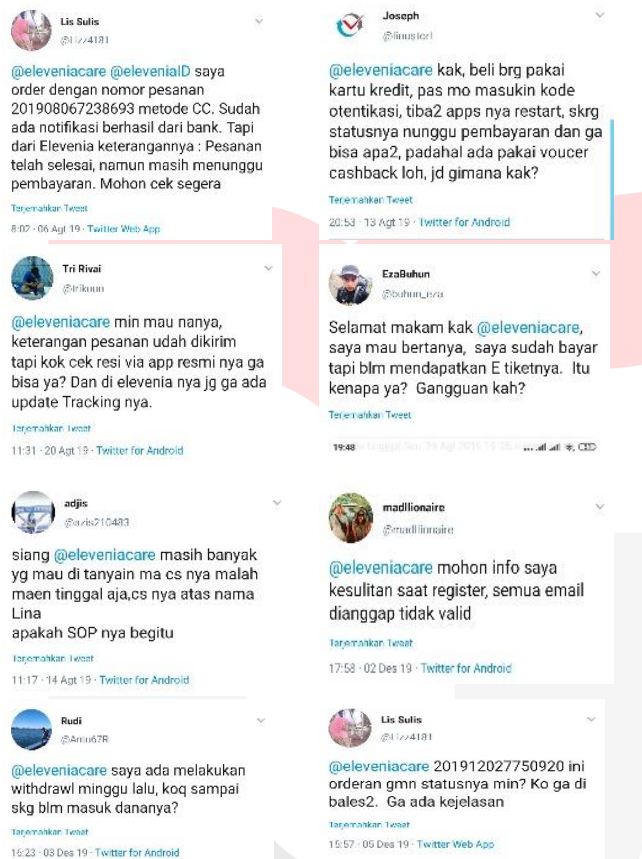 Lis Sulis
@Lizz4181
@eleveniacare @eleveniaID saya
order dengan nomor pesanan
201908067238693 metode CC. Sudah
ada notifikasi berhasil dari bank. Tapi
dari Elevenia keterangannya : Pesanan
telah selesai, namun masih menunggu
pembayaran. Mohon cek segera
Terjemahkan Tweet
8:02 · 06 Agt 19 · Twitter Web App
Joseph
@eleveniacare kak, beli brg pakai
kartu kredit, pas mo masukin kode
otentikasi, tiba2 apps nya restart, skrg
statusnya nunggu pembayaran dan ga
bisa apa2, padahal ada pakai voucer
cashback loh, jd gimana kak?
Terjemahkan Tweet
20:53 · 13 Agt 19 · Twitter for Android
Tri Rivai
@trikuun
@eleveniacare min mau nanya,
keterangan pesanan udah dikirim
tapi kok cek resi via app resmi nya ga
bisa ya? Dan di elevenia nya jg ga ada
update Tracking nya.
Terjemahkan Tweet
11:31 · 20 Agt 19 · Twitter for Android
EzaBuhun
@buhun_eza
Selamat makam kak @eleveniacare,
saya mau bertanya, saya sudah bayar
tapi blm mendapatkan E tiketnya. Itu
kenapa ya? Gangguan kah?
Terjemahkan Tweet
19:48
adjis
@azis210483
siang @eleveniacare masih banyak
yg mau di tanyain ma cs nya malah
maen tinggal aja,cs nya atas nama
Lina
apakah SOP nya begitu
Terjemahkan Tweet
11:17 · 14 Agt 19 · Twitter for Android
madllionaire
@madllionaire
@eleveniacare mohon info saya
kesulitan saat register, semua email
dianggap tidak valid
Terjemahkan Tweet
17:58 · 02 Des 19 · Twitter for Android
Rudi
@Antu67R
@eleveniacare saya ada melakukan
withdrawl minggu lalu, koq sampai
skg blm masuk dananya?
Terjemahkan Tweet
16:23 · 03 Des 19 · Twitter for Android
Lis Sulis
@Lizz4181
@eleveniacare 201912027750920 ini
orderan gmn statusnya min? Ko ga di
bales2. Ga ada kejelasan
Terjemahkan Tweet
15:57 · 05 Des 19 · Twitter Web App